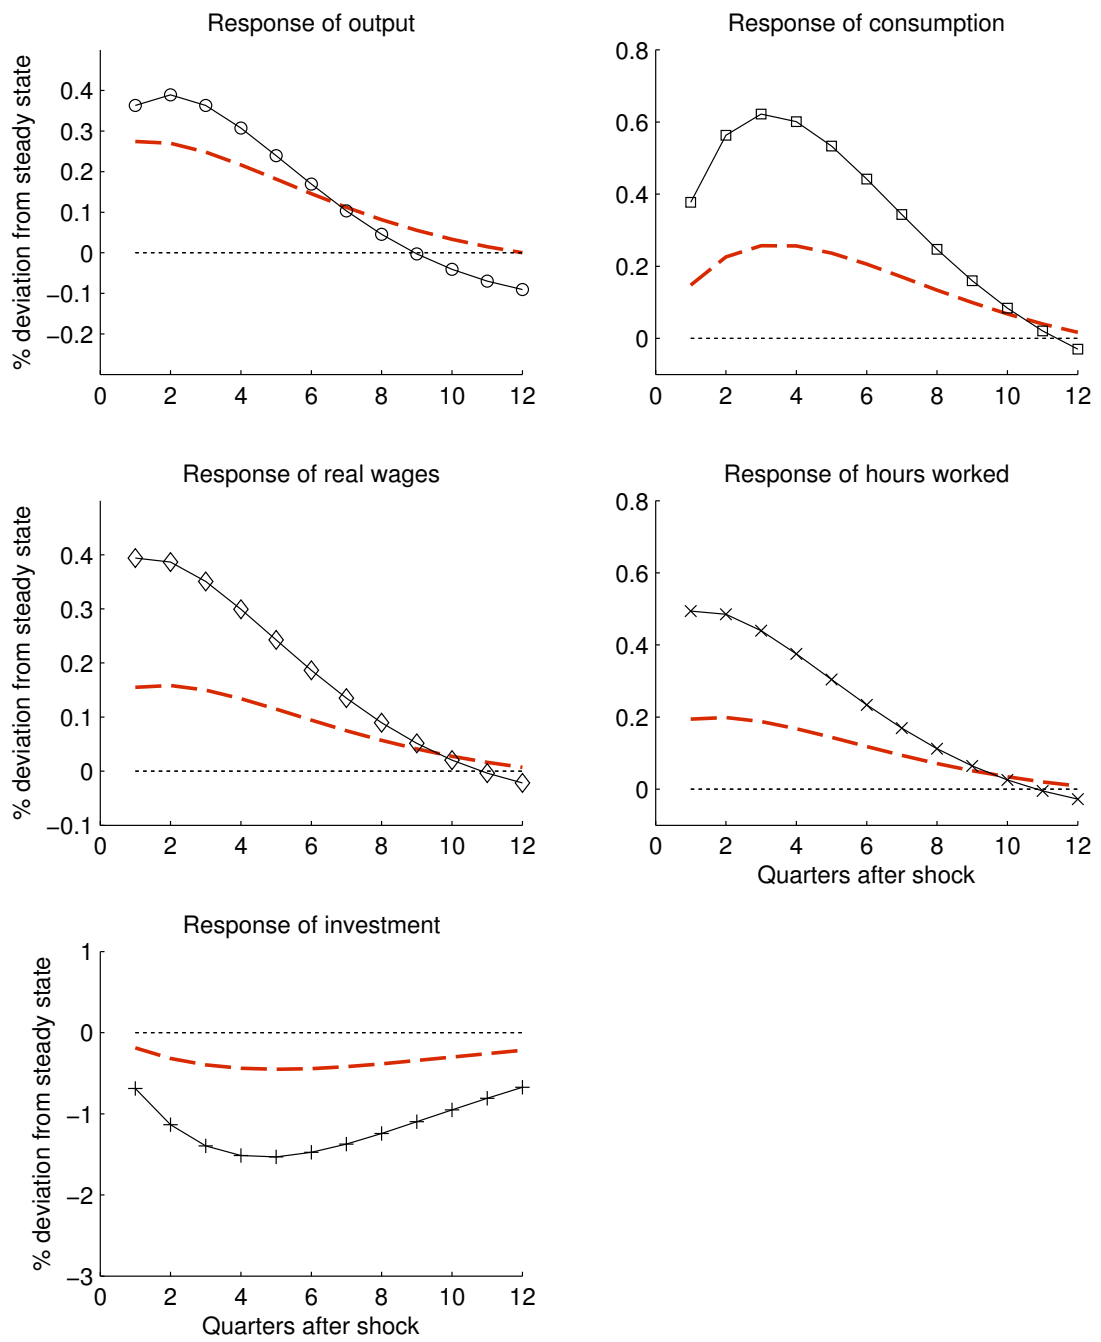 Response of output
% deviation from steady state
0.4
0.3
0.2
0.1
0
−0.1
−0.2
0 2 4 6 8 10 12
Response of consumption
0.8
0.6
0.4
0.2
0
0 2 4 6 8 10 12
Response of real wages
% deviation from steady state
0.4
0.3
0.2
0.1
0
−0.1
0 2 4 6 8 10 12
Response of hours worked
0.8
0.6
0.4
0.2
0
0 2 4 6 8 10 12
Quarters after shock
Response of investment
% deviation from steady state
1
0
−1
−2
−3
0 2 4 6 8 10 12
Quarters after shock